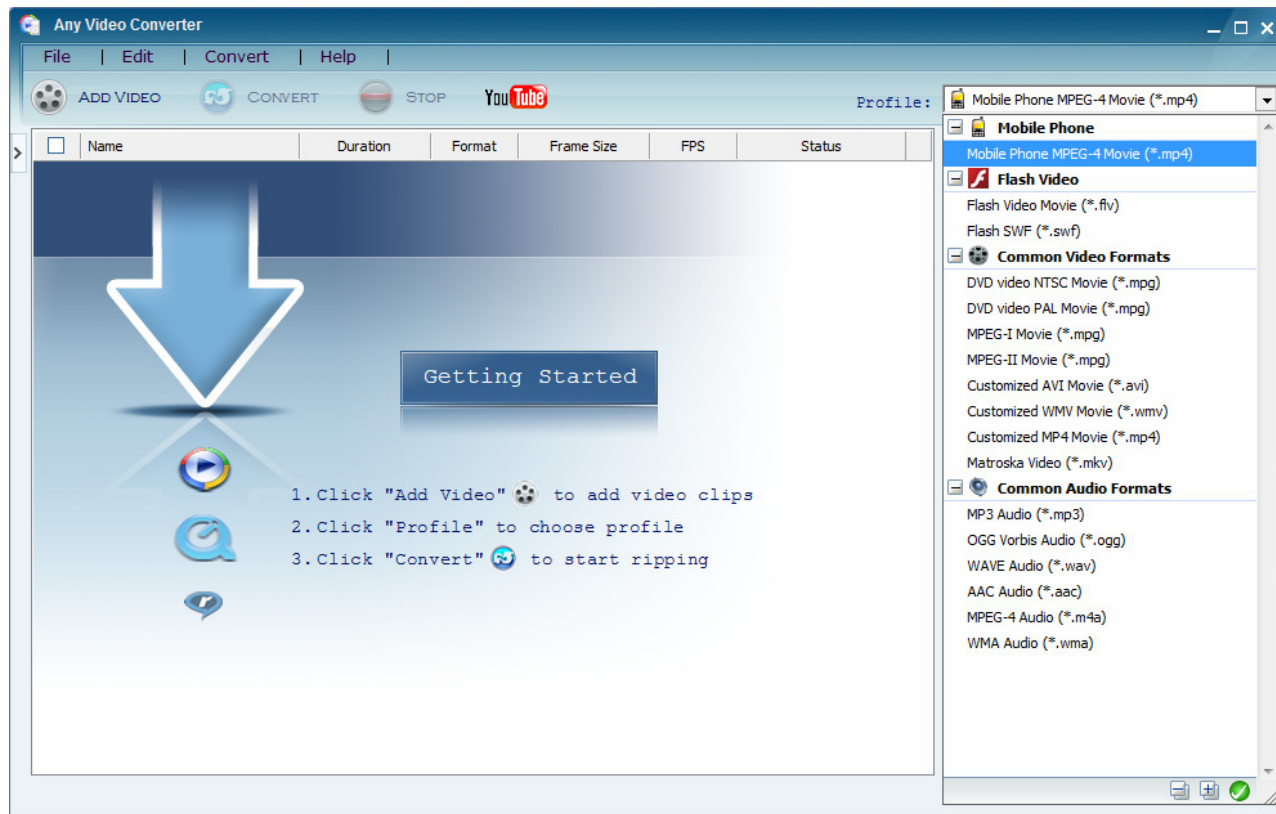 Any Video Converter
File | Edit | Convert | Help |
ADD VIDEO CONVERT STOP YouTube Profile: Mobile Phone MPEG-4 Movie (*.mp4)
Name Duration Format Frame Size FPS Status
Getting Started
1. Click "Add Video" to add video clips
2. Click "Profile" to choose profile
3. Click "Convert" to start ripping
Mobile Phone
Mobile Phone MPEG-4 Movie (*.mp4)
Flash Video
Flash Video Movie (*.flv)
Flash SWF (*.swf)
Common Video Formats
DVD video NTSC Movie (*.mpg)
DVD video PAL Movie (*.mpg)
MPEG-I Movie (*.mpg)
MPEG-II Movie (*.mpg)
Customized AVI Movie (*.avi)
Customized WMV Movie (*.wmv)
Customized MP4 Movie (*.mp4)
Matroska Video (*.mkv)
Common Audio Formats
MP3 Audio (*.mp3)
OGG Vorbis Audio (*.ogg)
WAVE Audio (*.wav)
AAC Audio (*.aac)
MPEG-4 Audio (*.m4a)
WMA Audio (*.wma)